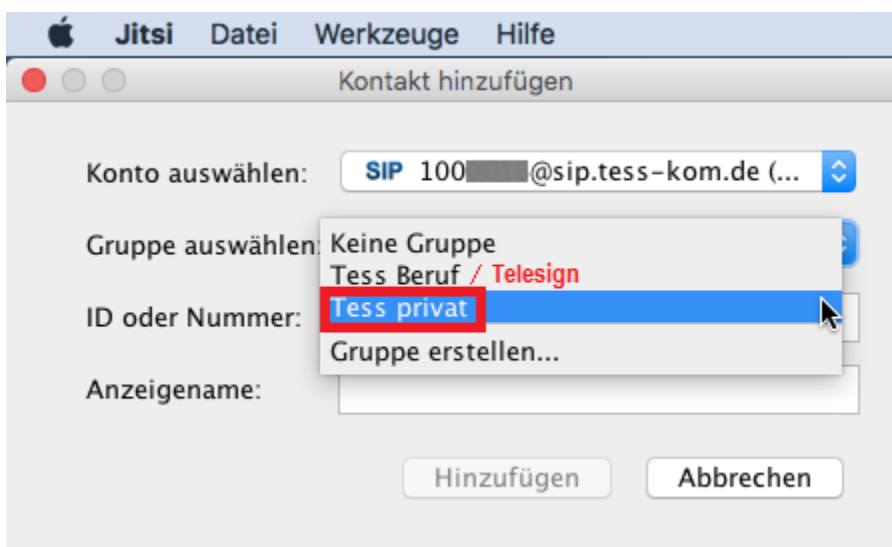 Jitsi Datei Werkzeuge Hilfe
Kontakt hinzufügen
Konto auswählen: SIP 100 @sip.tess-kom.de (...
Gruppe auswählen:
Keine Gruppe
Tess Beruf / Telesign
Tess privat
Gruppe erstellen...
ID oder Nummer:
Anzeigename:
Hinzufügen Abbrechen